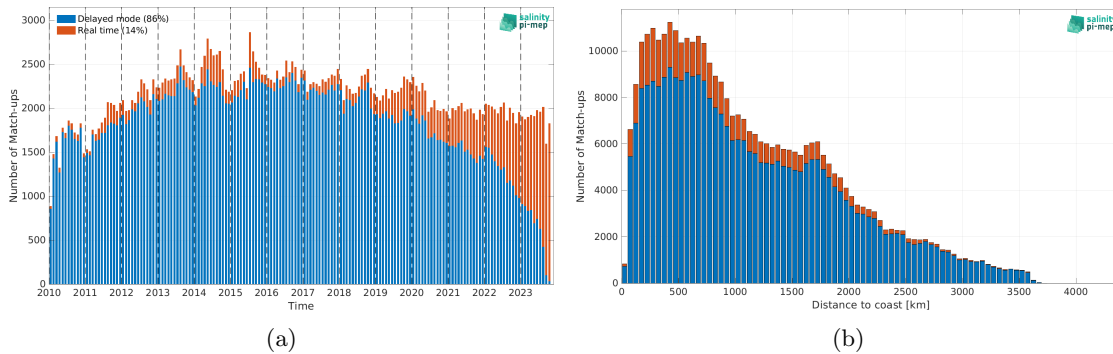 Delayed mode (86%)
Real time (14%)
salinity
pi-mep
Number of Match-ups
3000
2500
2000
1500
1000
500
0
2010 2011 2012 2013 2014 2015 2016 2017 2018 2019 2020 2021 2022 2023
Time
(a)
salinity
pi-mep
Number of Match-ups
10000
8000
6000
4000
2000
0
0 500 1000 1500 2000 2500 3000 3500 4000
Distance to coast [km]
(b)